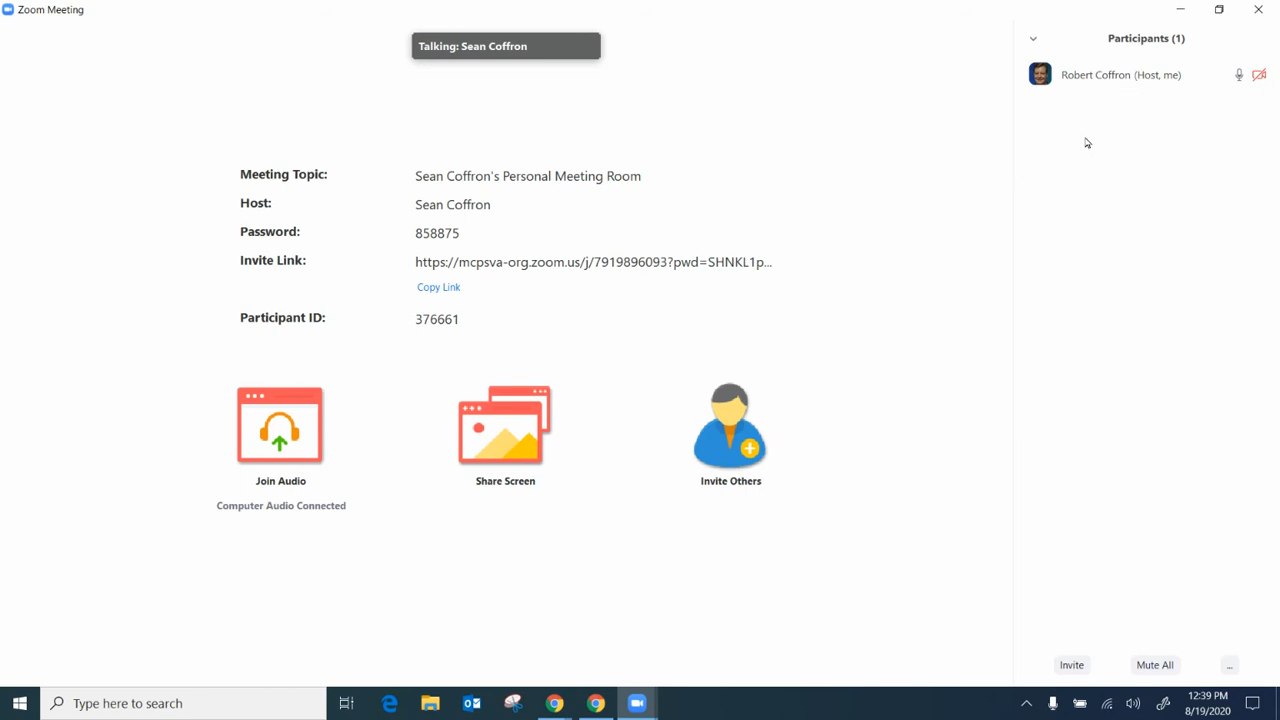 Zoom Meeting
Talking: Sean Coffron
Participants (1)
Robert Coffron (Host, me)
Meeting Topic: Sean Coffron's Personal Meeting Room
Host: Sean Coffron
Password: 858875
Invite Link: https://mcpsva-org.zoom.us/j/7919896093?pwd=SHNKL1p...
Copy Link
Participant ID: 376661
Join Audio Share Screen Invite Others
Computer Audio Connected
Invite Mute All ...
Type here to search
12:39 PM
8/19/2020